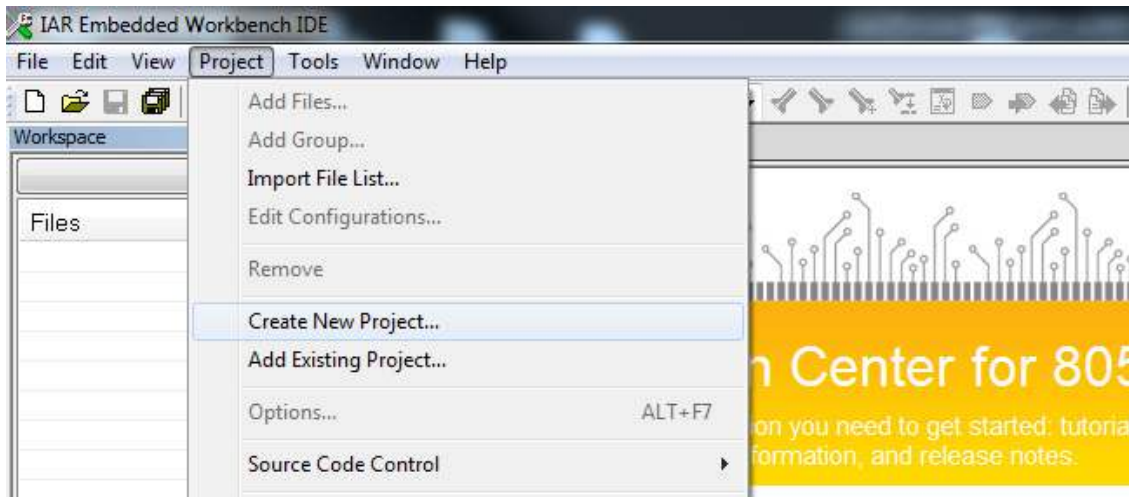 IAR Embedded Workbench IDE
File Edit View Project Tools Window Help
Workspace
Files
Add Files...
Add Group...
Import File List...
Edit Configurations...
Remove
Create New Project...
Add Existing Project...
Options... ALT+F7
Source Code Control
n Center for 805
on you need to get started: tutoria
formation, and release notes.